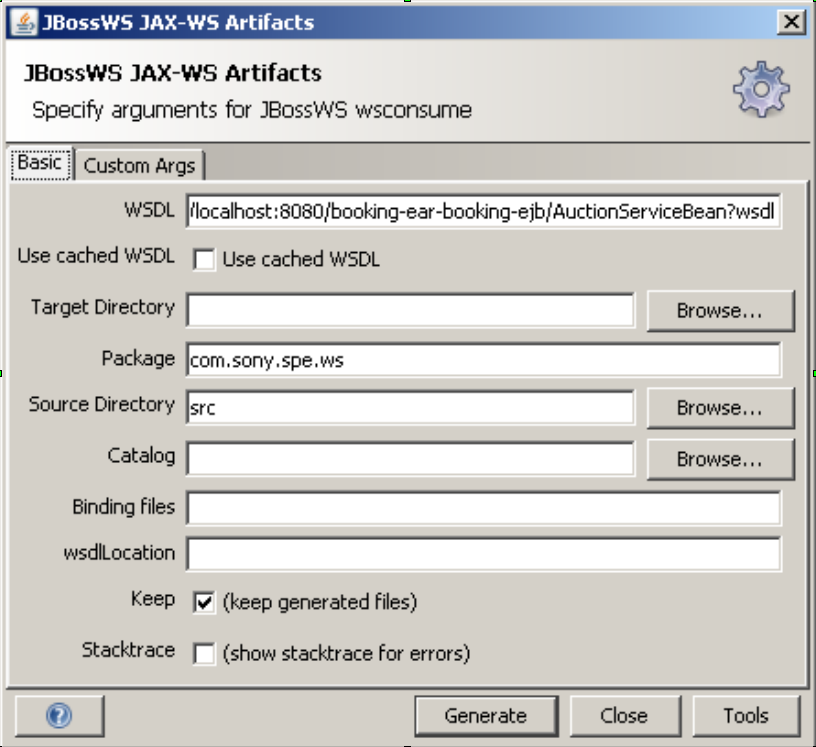 JBossWS JAX-WS Artifacts
JBossWS JAX-WS Artifacts
Specify arguments for JBossWS wsconsume
Basic Custom Args
WSDL /localhost:8080/booking-ear-booking-ejb/AuctionServiceBean?wsdl
Use cached WSDL Use cached WSDL
Target Directory Browse...
Package com.sony.spe.ws
Source Directory src Browse...
Catalog Browse...
Binding files
wsdlLocation
Keep (keep generated files)
Stacktrace (show stacktrace for errors)
? Generate Close Tools